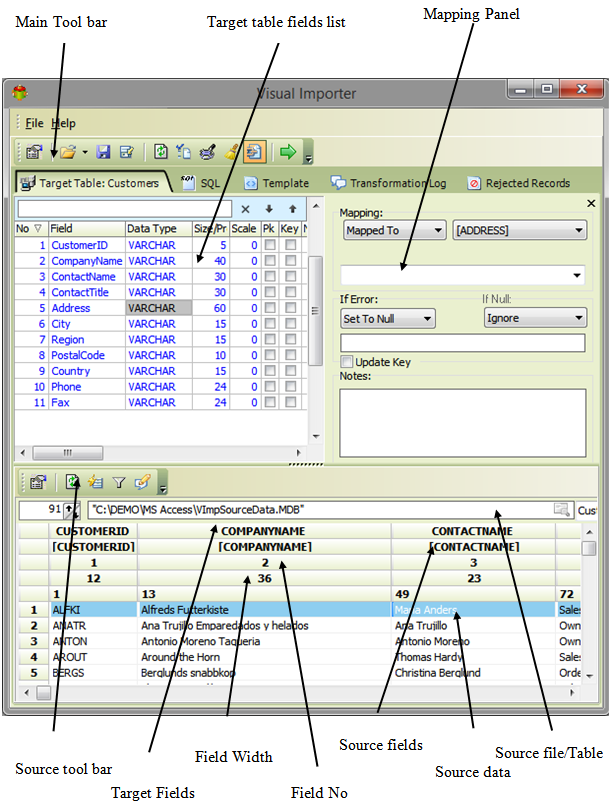 Main Tool bar
Target table fields list
Mapping Panel
Visual Importer
File Help
Target Table: Customers
SQL
Template
Transformation Log
Rejected Records
No Field Data Type Size/Pr Scale Pk Key N
1 CustomerID VARCHAR 5 0
2 CompanyName VARCHAR 40 0
3 ContactName VARCHAR 30 0
4 ContactTitle VARCHAR 30 0
5 Address VARCHAR 60 0
6 City VARCHAR 15 0
7 Region VARCHAR 15 0
8 PostalCode VARCHAR 10 0
9 Country VARCHAR 15 0
10 Phone VARCHAR 24 0
11 Fax VARCHAR 24 0
Mapping:
Mapped To
[ADDRESS]
If Error:
If Null:
Set To Null
Ignore
Update Key
Notes:
91
"C:\DEMO\MS Access\VImpSourceData.MDB"
Cust
CUSTOMERID COMPANYNAME CONTACTNAME
[CUSTOMERID] [COMPANYNAME] [CONTACTNAME]
1 2 3
12 36 23
1 13 49 72
1 ALFKI Alfreds Futterkiste Maria Anders Sales
2 ANATR Ana Trujillo Emparedados y helados Ana Trujillo Own
3 ANTON Antonio Moreno Taqueria Antonio Moreno Own
4 AROUT Around the Horn Thomas Hardy Sales
5 BERGS Berglunds snabbkop Christina Berglund Orde
Source tool bar
Target Fields
Field Width
Field No
Source fields
Source data
Source file/Table